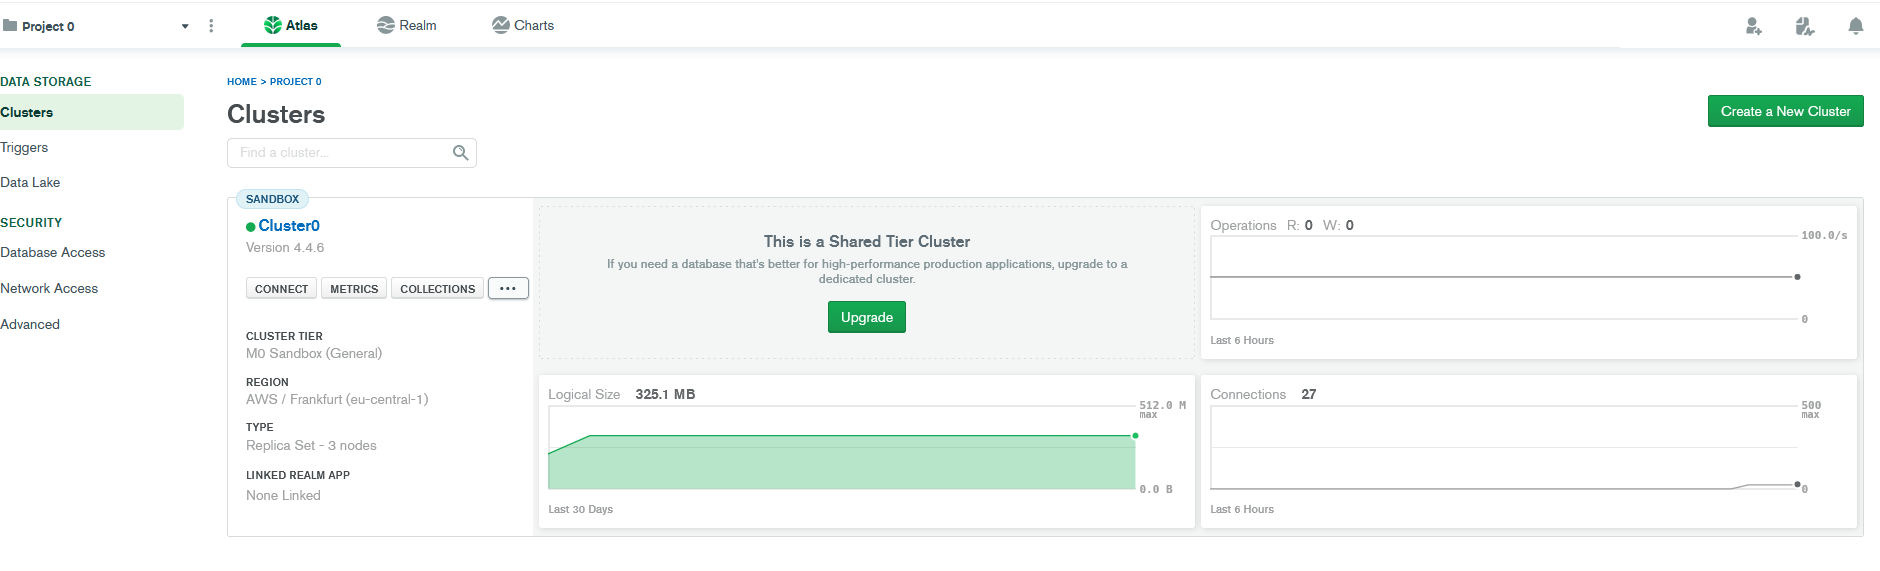 Project 0
Atlas
Realm
Charts
DATA STORAGE
Clusters
Triggers
Data Lake
SECURITY
Database Access
Network Access
Advanced
HOME > PROJECT 0
Clusters
Create a New Cluster
Find a cluster...
SANDBOX
Cluster0
Version 4.4.6
CONNECT
METRICS
COLLECTIONS
CLUSTER TIER
M0 Sandbox (General)
REGION
AWS / Frankfurt (eu-central-1)
TYPE
Replica Set - 3 nodes
LINKED REALM APP
None Linked
This is a Shared Tier Cluster
If you need a database that's better for high-performance production applications, upgrade to a
dedicated cluster.
Upgrade
Operations R: 0 W: 0
100.0/s
0
Last 6 Hours
Logical Size 325.1 MB
512.0 M
max
0.0 B
Last 30 Days
Connections 27
500
max
0
Last 6 Hours